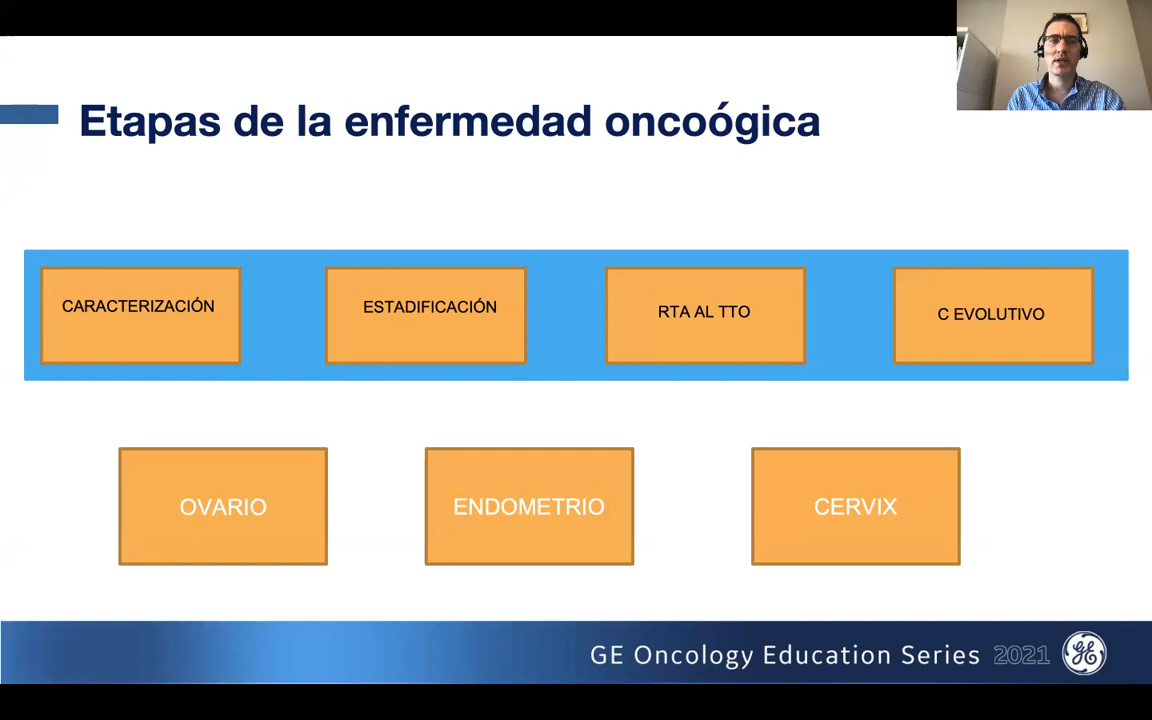 Etapas de la enfermedad oncoógica
CARACTERIZACIÓN
ESTADIFICACIÓN
RTA AL TTO
C EVOLUTIVO
OVARIO
ENDOMETRIO
CERVIX
GE Oncology Education Series 2021